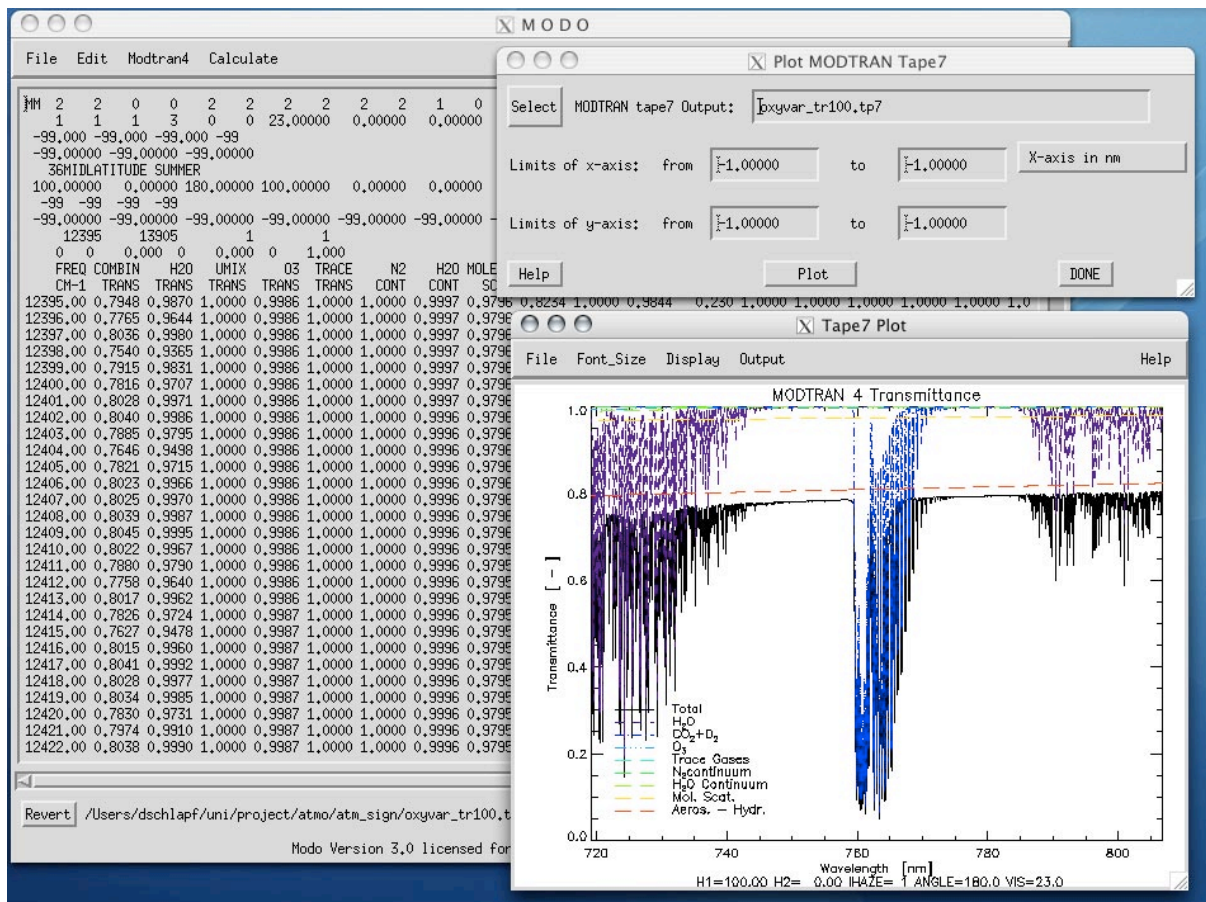 M O D O
File Edit Modtran4 Calculate
MM 2 2 0 0 2 2 2 2 2 2 1 0
1 1 1 3 0 0 23.00000 0.00000 0.00000
-99.000 -99.000 -99.000 -99
-99.00000 -99.00000 -99.00000
36MIDLATITUDE SUMMER
100.00000 0.00000 180.00000 100.00000 0.00000 0.00000
-99 -99 -99 -99
-99.00000 -99.00000 -99.00000 -99.00000 -99.00000 -99.00000
12395 13905 1 1
0 0 0.000 0 0.000 0 1.000
FREQ COMBIN H2O UMIX O3 TRACE N2 H2O MOLE
CM-1 TRANS TRANS TRANS TRANS TRANS CONT CONT SC
12395.00 0.7948 0.9870 1.0000 0.9986 1.0000 1.0000 0.9997 0.9796 0.8234 1.0000 0.9844 0.230 1.0000 1.0000 1.0000 1.0000 1.0
12396.00 0.7765 0.9644 1.0000 0.9986 1.0000 1.0000 0.9997 0.9796
12397.00 0.8036 0.9980 1.0000 0.9986 1.0000 1.0000 0.9997 0.9796
12398.00 0.7540 0.9365 1.0000 0.9986 1.0000 1.0000 0.9997 0.9796
12399.00 0.7915 0.9831 1.0000 0.9986 1.0000 1.0000 0.9997 0.9796
12400.00 0.7816 0.9707 1.0000 0.9986 1.0000 1.0000 0.9997 0.9796
12401.00 0.8028 0.9971 1.0000 0.9986 1.0000 1.0000 0.9997 0.9796
12402.00 0.8040 0.9986 1.0000 0.9986 1.0000 1.0000 0.9996 0.9796
12403.00 0.7885 0.9795 1.0000 0.9986 1.0000 1.0000 0.9996 0.9796
12404.00 0.7646 0.9498 1.0000 0.9986 1.0000 1.0000 0.9996 0.9796
12405.00 0.7821 0.9715 1.0000 0.9986 1.0000 1.0000 0.9996 0.9796
12406.00 0.8023 0.9966 1.0000 0.9986 1.0000 1.0000 0.9996 0.9796
12407.00 0.8025 0.9970 1.0000 0.9986 1.0000 1.0000 0.9996 0.9796
12408.00 0.8039 0.9987 1.0000 0.9986 1.0000 1.0000 0.9996 0.9796
12409.00 0.8045 0.9995 1.0000 0.9986 1.0000 1.0000 0.9996 0.9796
12410.00 0.8022 0.9967 1.0000 0.9986 1.0000 1.0000 0.9996 0.9795
12411.00 0.7880 0.9790 1.0000 0.9986 1.0000 1.0000 0.9996 0.9795
12412.00 0.7758 0.9640 1.0000 0.9986 1.0000 1.0000 0.9996 0.9795
12413.00 0.8017 0.9962 1.0000 0.9986 1.0000 1.0000 0.9996 0.9795
12414.00 0.7826 0.9724 1.0000 0.9987 1.0000 1.0000 0.9996 0.9795
12415.00 0.7627 0.9478 1.0000 0.9987 1.0000 1.0000 0.9996 0.9795
12416.00 0.8015 0.9960 1.0000 0.9987 1.0000 1.0000 0.9996 0.9795
12417.00 0.8041 0.9992 1.0000 0.9987 1.0000 1.0000 0.9996 0.9795
12418.00 0.8028 0.9977 1.0000 0.9987 1.0000 1.0000 0.9996 0.9795
12419.00 0.8034 0.9985 1.0000 0.9987 1.0000 1.0000 0.9996 0.9795
12420.00 0.7830 0.9731 1.0000 0.9987 1.0000 1.0000 0.9996 0.9795
12421.00 0.7974 0.9910 1.0000 0.9987 1.0000 1.0000 0.9996 0.9795
12422.00 0.8038 0.9990 1.0000 0.9987 1.0000 1.0000 0.9996 0.9795
Revert /Users/dschlapf/uni/project/atmo/atm_sign/oxyvar_tr100.t
Modo Version 3.0 licensed for
Plot MODTRAN Tape7
Select MODTRAN tape7 Output: oxyvar_tr100.tp7
Limits of x-axis: from -1.00000 to -1.00000 X-axis in nm
Limits of y-axis: from -1.00000 to -1.00000
Help Plot DONE
Tape7 Plot
File Font_Size Display Output Help
MODTRAN 4 Transmittance
1.0
0.8
0.6
0.4
0.2
0.0
Transmittance [ - ]
Total
H2O
CO2+O2
O3
Trace Gases
N2continuum
H2O Continuum
Mol. Scat.
Aeros. - Hydr.
720 740 760 780 800
Wavelength [nm]
H1=100.00 H2= 0.00 IHAZE= 1 ANGLE=180.0 VIS=23.0